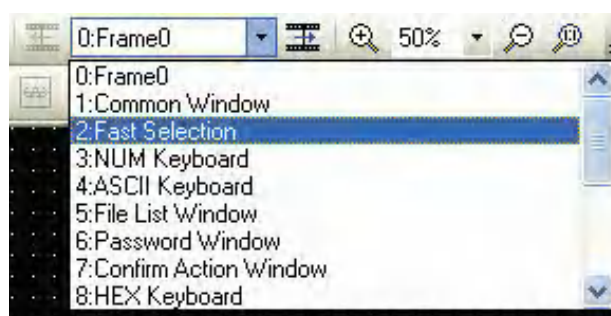 0:Frame0 50%
0:Frame0
1:Common Window
2:Fast Selection
3:NUM Keyboard
4:ASCII Keyboard
5:File List Window
6:Password Window
7:Confirm Action Window
8:HEX Keyboard